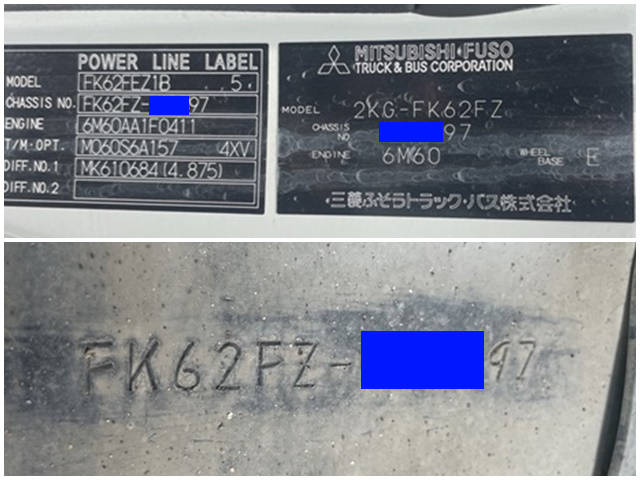 POWER LINE LABEL
MODEL FK62FEZ1B 5
CHASSIS NO. FK62FZ- 97
ENGINE 6M60AA1F0411
T/M·OPT. M060S6A157 4XV
DIFF.NO.1 MK610684(4.875)
DIFF.NO.2
MITSUBISHI FUSO
TRUCK & BUS CORPORATION
MODEL 2KG-FK62FZ
CHASSIS NO 97
ENGINE 6M60 WHEEL BASE E
三菱ふそうトラック・バス株式会社
FK62FZ- 97